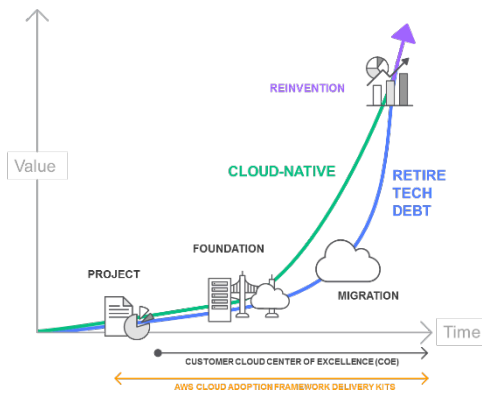 REINVENTION
Value
CLOUD-NATIVE
RETIRE
TECH
DEBT
FOUNDATION
PROJECT
MIGRATION
Time
CUSTOMER CLOUD CENTER OF EXCELLENCE (COE)
AWS CLOUD ADOPTION FRAMEWORK DELIVERY KITS